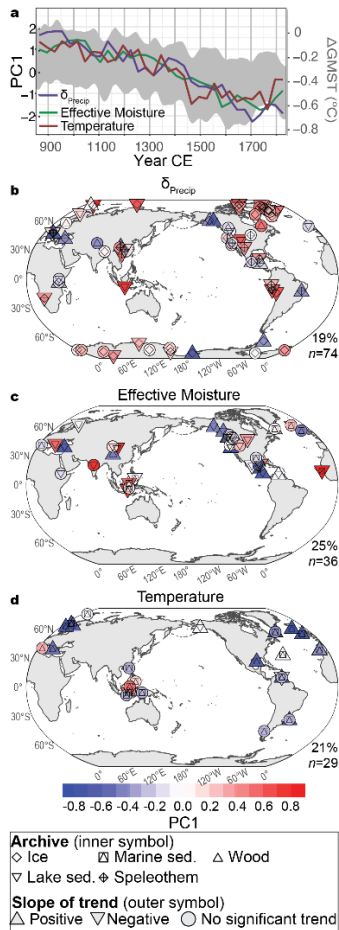 a
2
1
0
-1
-2
PC1
0
-0.2
-0.4
-0.6
-0.8
ΔGMST (°C)
δPrecip
Effective Moisture
Temperature
900 1100 1300 1500 1700
Year CE
b
δPrecip
60°N
30°N
0°
30°S
60°S
0° 60°E 120°E 180° 120°W 60°W 0°
19%
n=74
c
Effective Moisture
60°N
30°N
0°
30°S
60°S
0° 60°E 120°E 180° 120°W 60°W 0°
25%
n=36
d
Temperature
60°N
30°N
0°
30°S
60°S
0° 60°E 120°E 180° 120°W 60°W 0°
21%
n=29
-0.8 -0.6 -0.4 -0.2 0.0 0.2 0.4 0.6 0.8
PC1
Archive (inner symbol)
Ice Marine sed. Wood
Lake sed. Speleothem
Slope of trend (outer symbol)
Positive Negative No significant trend